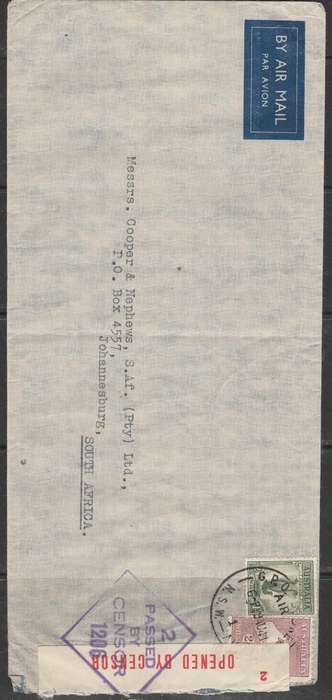 BY AIR MAIL
PAR AVION
Messrs. Cooper & Nephews, S.Af. (Pty) Ltd.,
P.O. Box 4557,
Johannesburg,
SOUTH AFRICA.
AUSTRALIA
G.P.O.
AIR
N.S.W.
2
PASSED
BY
CENSOR
1206
2
OPENED BY CENSOR